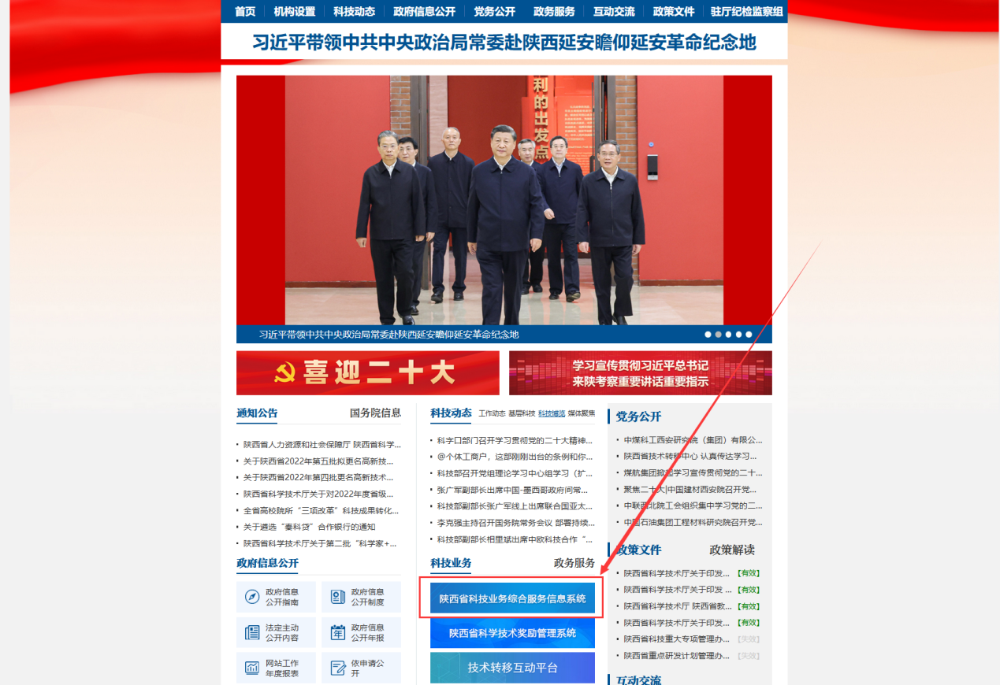 首页 机构设置 科技动态 政府信息公开 党务公开 政务服务 互动交流 政策文件 驻厅纪检监察组
习近平带领中共中央政治局常委赴陕西延安瞻仰延安革命纪念地
利的出发点
习近平带领中共中央政治局常委赴陕西延安瞻仰延安革命纪念地
喜迎二十大
学习宣传贯彻习近平总书记
来陕考察重要讲话重要指示
通知公告 国务院信息
陕西省人力资源和社会保障厅 陕西省科学...
关于陕西省2022年第五批拟更名高新技...
关于陕西省2022年第四批更名高新技术...
陕西省科学技术厅关于对2022年度省级...
全省高校院所“三项改革”科技成果转化...
关于遴选“秦科贷”合作银行的通知
陕西省科学技术厅关于第二批“科学家+...
科技动态 工作动态 基层科技 科技博览 媒体聚焦
科字口部门召开学习贯彻党的二十大精神...
@个体工商户，这部刚刚出台的条例和你...
科技部召开党组理论学习中心组学习（扩...
张广军副部长出席中国-墨西哥政府间常...
科技部副部长张广军线上出席联合国亚太...
李克强主持召开国务院常务会议 部署持续...
科技部副部长相里斌出席中欧科技合作“...
党务公开
中煤科工西安研究院（集团）有限公...
陕西省技术转移中心 认真传达学习...
煤航集团掀起学习宣传贯彻党的二十...
聚焦二十大|中国建材西安院召开党...
中联西北院工会组织集中学习党的二...
中国石油集团工程材料研究院召开党...
政府信息公开
政府信息
公开指南
政府信息
公开制度
法定主动
公开内容
政府信息
公开年报
网站工作
年度报表
依申请公
开
科技业务 政务服务
陕西省科技业务综合服务信息系统
陕西省科学技术奖励管理系统
技术转移互动平台
政策文件 政策解读
陕西省科学技术厅关于印发... 【有效】
陕西省科学技术厅关于印发 ... 【有效】
陕西省科学技术厅 陕西省教... 【有效】
陕西省科学技术厅关于印发... 【有效】
陕西省科技重大专项管理办... 【失效】
陕西省重点研发计划管理办... 【失效】
互动交流